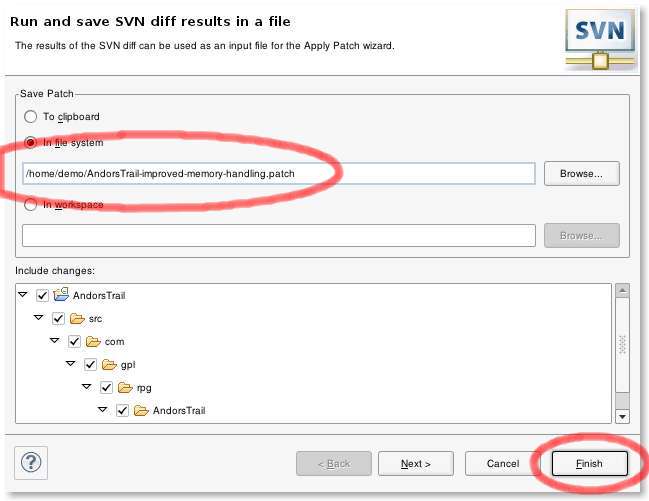 Run and save SVN diff results in a file
The results of the SVN diff can be used as an input file for the Apply Patch wizard.
SVN
Save Patch
To clipboard
In file system
/home/demo/AndorsTrail-improved-memory-handling.patch
Browse...
In workspace
Browse...
Include changes:
AndorsTrail
src
com
gpl
rpg
AndorsTrail
?
< Back
Next >
Cancel
Finish